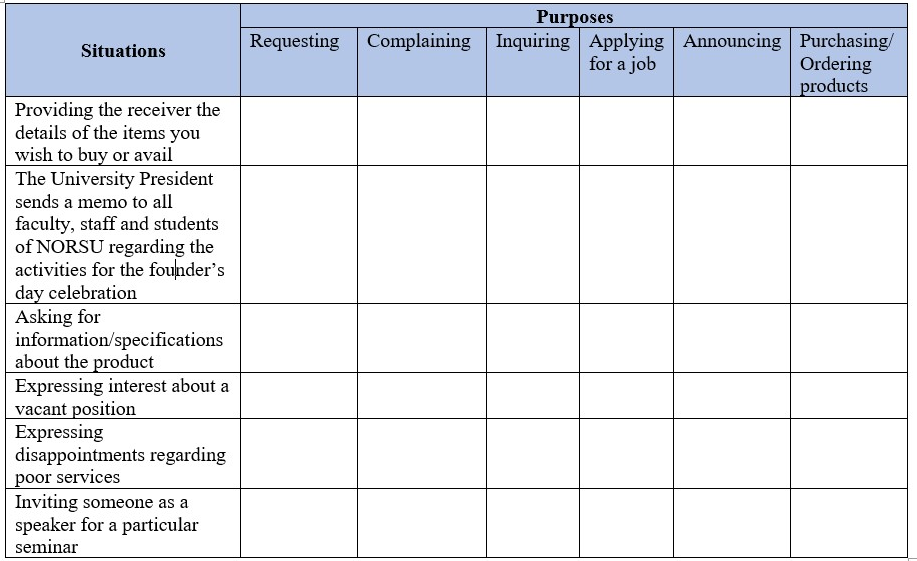 Purposes
Situations
Requesting
Complaining
Inquiring
Applying
for a job
Announcing
Purchasing/
Ordering
products
Providing the receiver the
details of the items you
wish to buy or avail
The University President
sends a memo to all
faculty, staff and students
of NORSU regarding the
activities for the founder’s
day celebration
Asking for
information/specifications
about the product
Expressing interest about a
vacant position
Expressing
disappointments regarding
poor services
Inviting someone as a
speaker for a particular
seminar